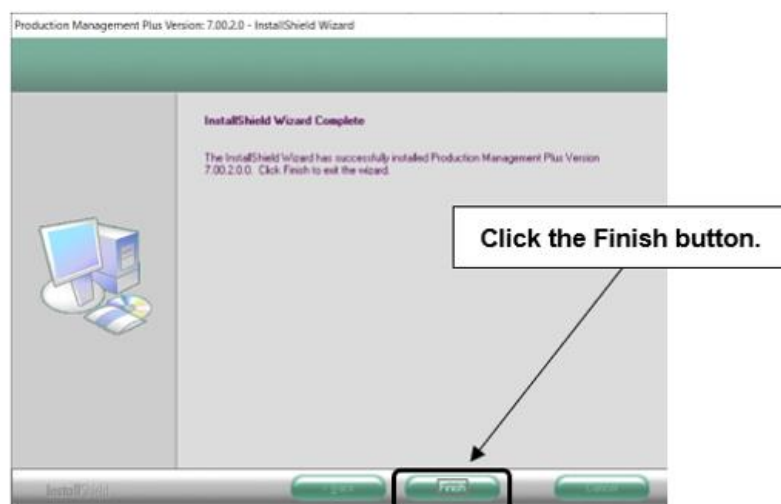 Production Management Plus Version: 7.00.2.0 - InstallShield Wizard
InstallShield Wizard Complete
The InstallShield Wizard has successfully installed Production Management Plus Version
7.00.2.0.0. Click Finish to exit the wizard.
Click the Finish button.
InstallShield
< Back
Finish
Cancel